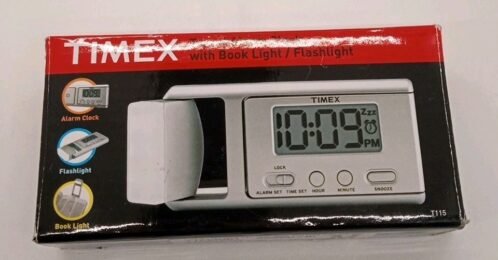 TIMEX
with Book Light / Flashlight
Alarm Clock
Flashlight
Book Light
TIMEX
10:09
Zzz
PM
LOCK
ALARM SET TIME SET HOUR MINUTE SNOOZE
T115